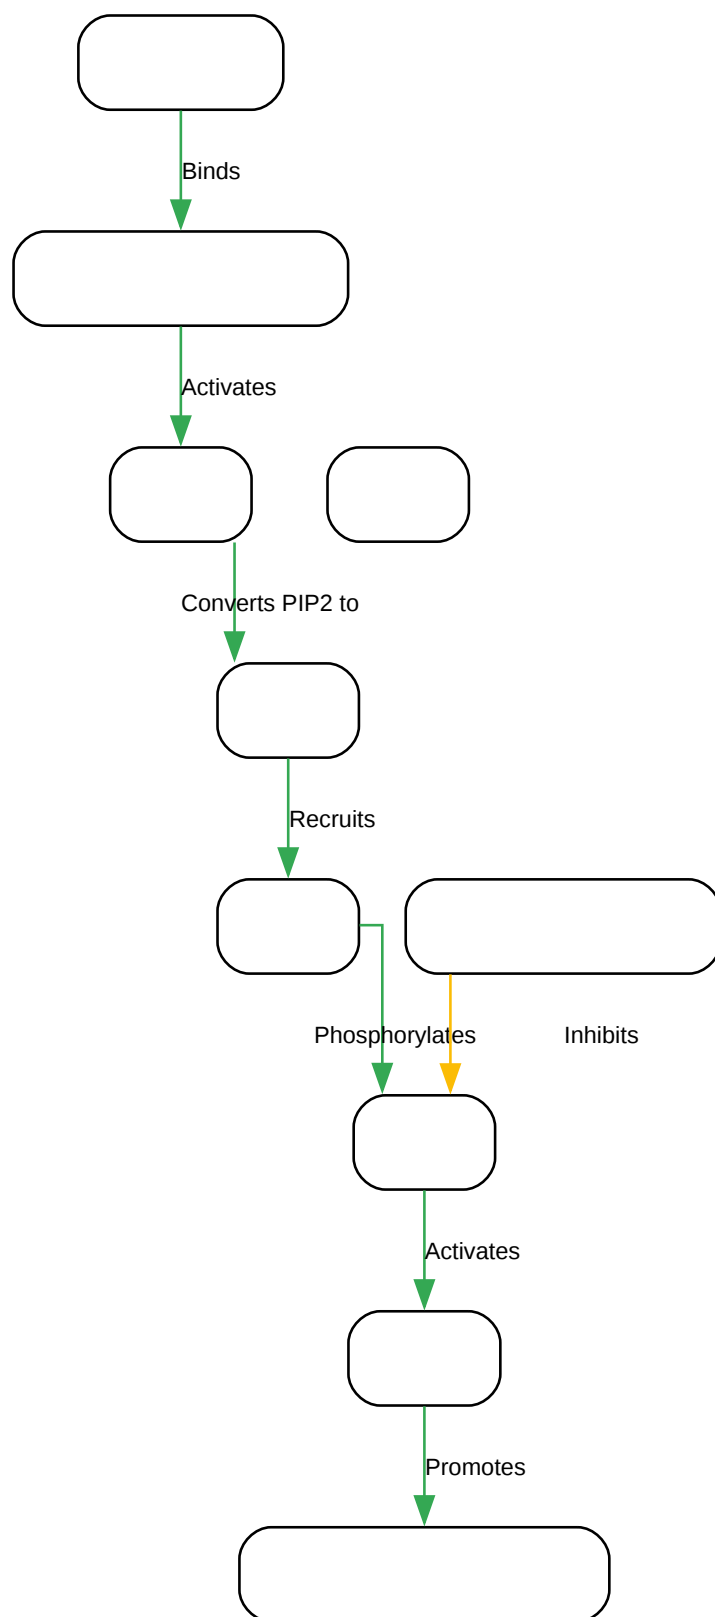 Binds
Activates
Converts PIP2 to
Recruits
Phosphorylates
Inhibits
Activates
Promotes